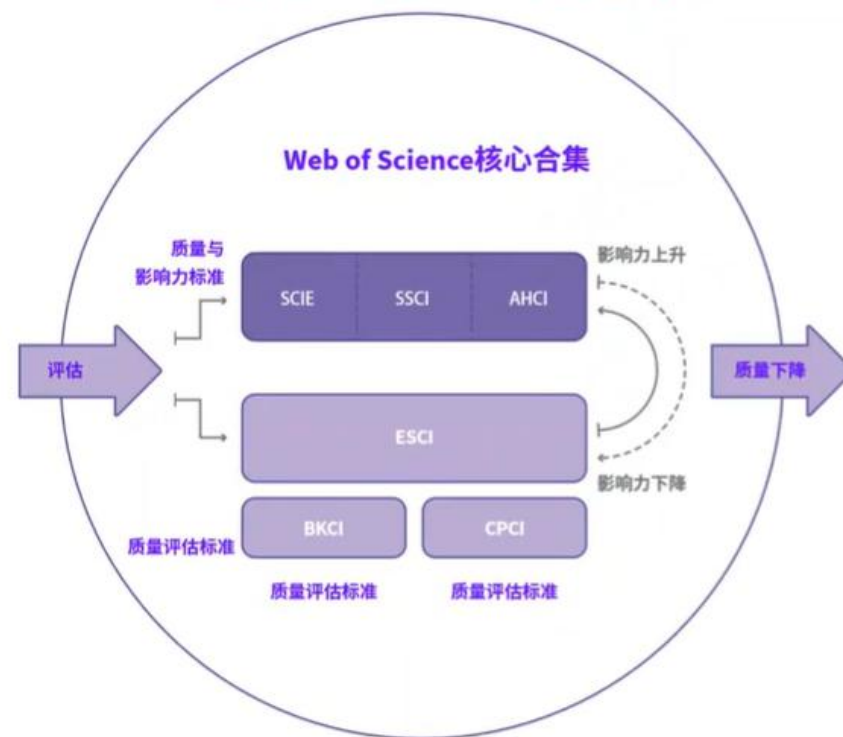 Web of Science核心合集
质量与
影响力标准
SCIE
SSCI
AHCI
影响力上升
评估
质量下降
ESCI
影响力下降
质量评估标准
BKCI
CPCI
质量评估标准
质量评估标准